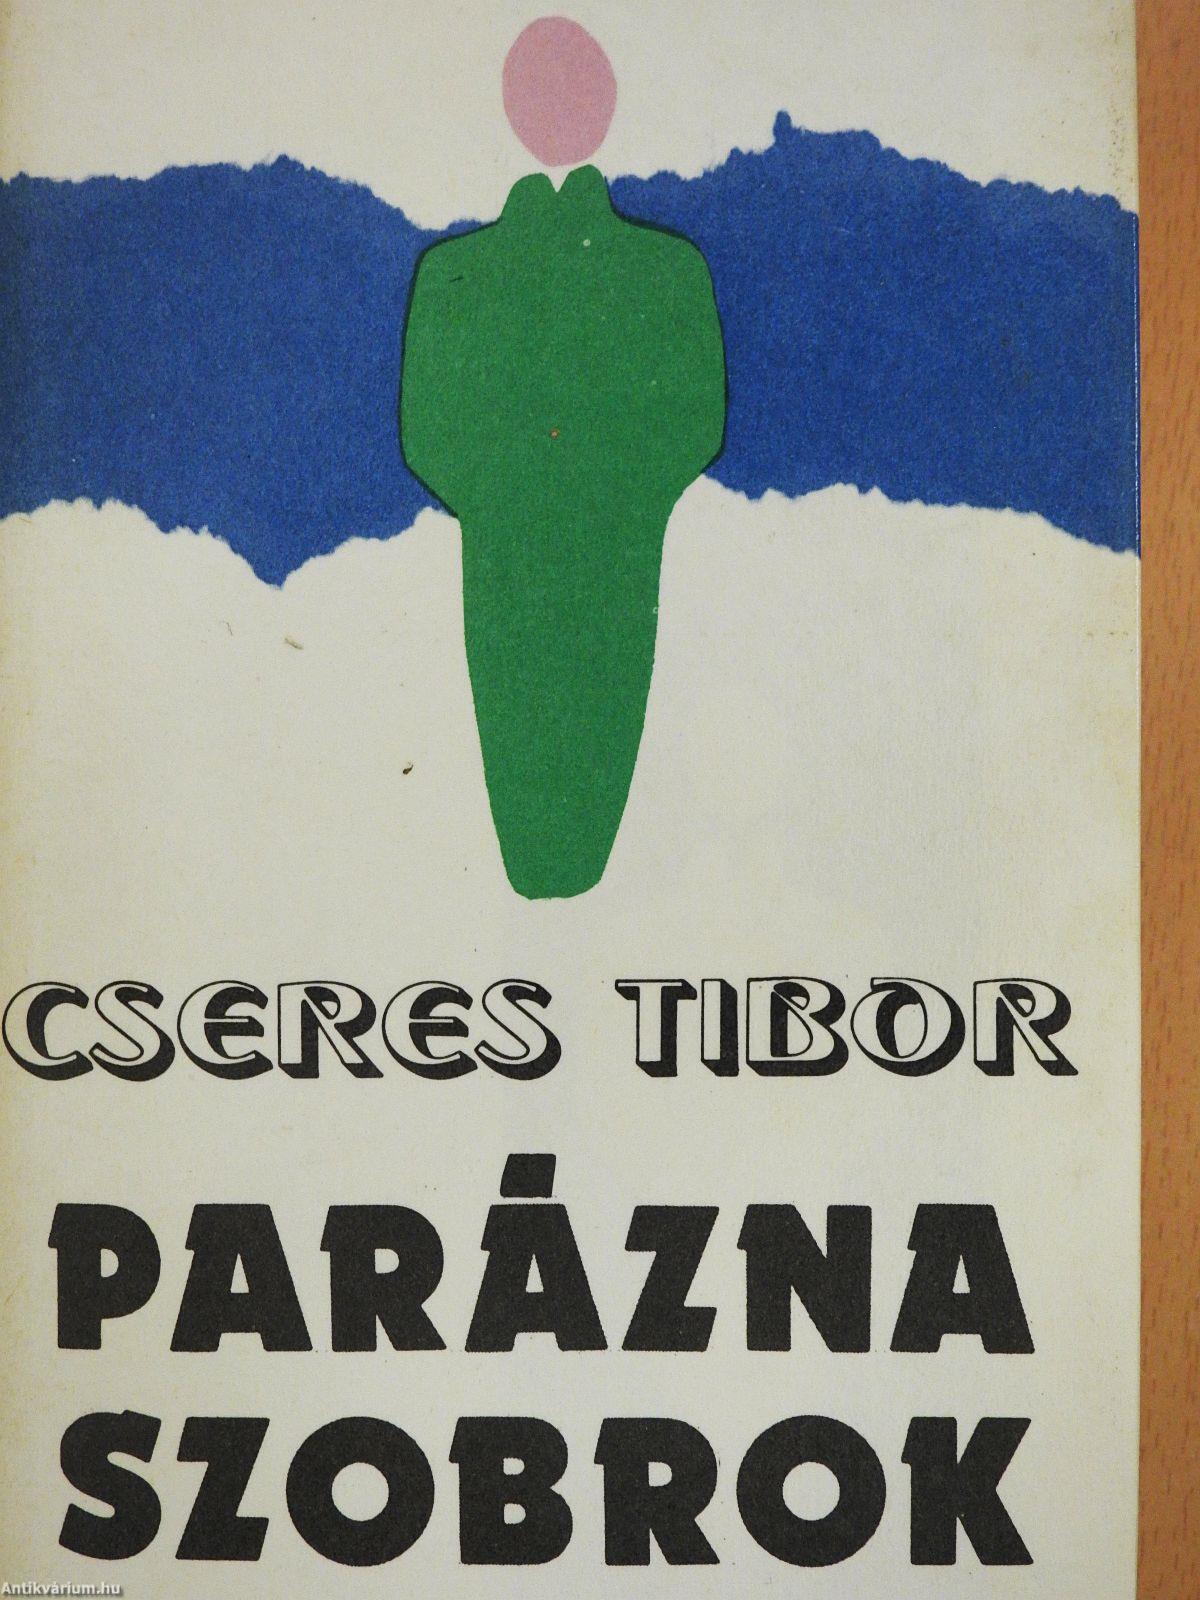 CSERES TIBOR
PARÁZNA
SZOBROK
Antikvárium.hu